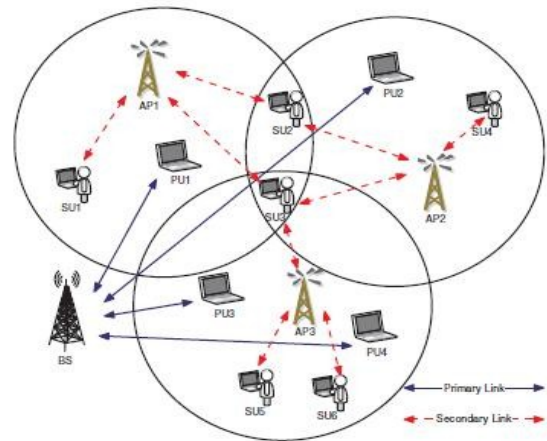 AP1
SU2
PU2
SU4
PU1
SU1
SU3
AP2
PU3
AP3
PU4
BS
SU5
SU6
Primary Link
Secondary Link